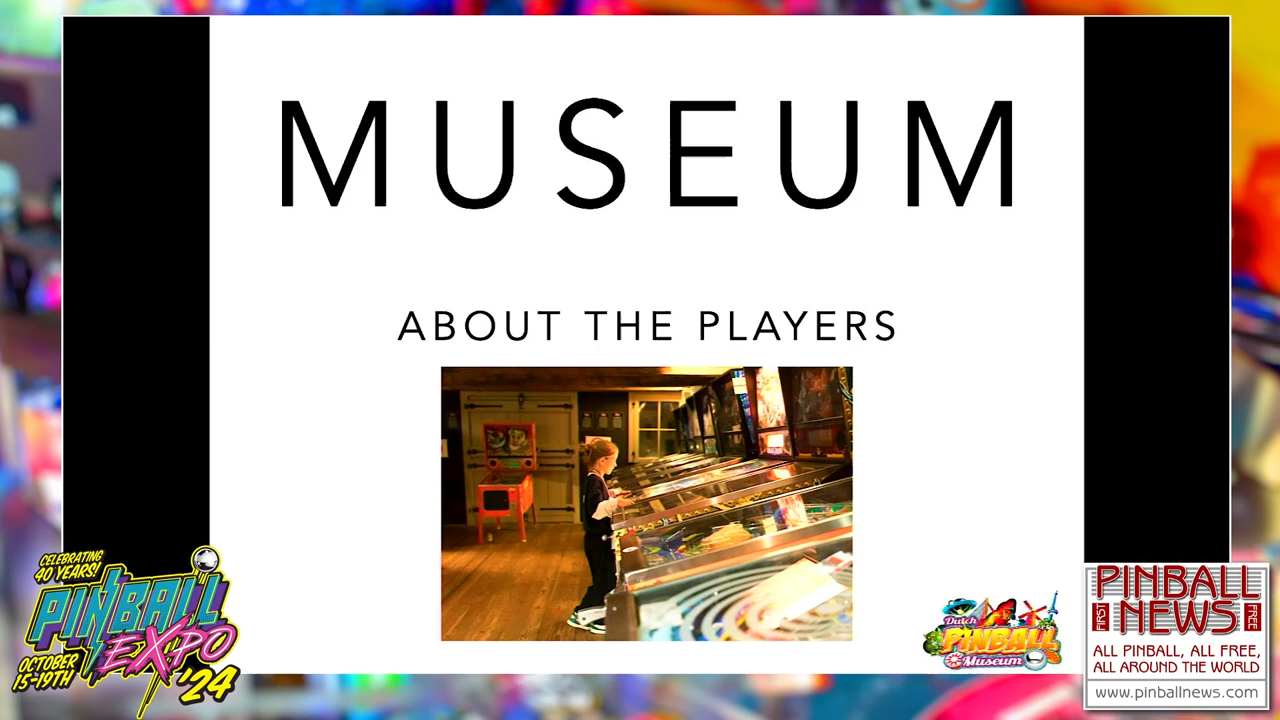 MUSEUM
ABOUT THE PLAYERS
CELEBRATING
40 YEARS!
PINBALL
EXPO
OCTOBER
15-19TH
'24
Dutch
PINBALL
Museum
PINBALL
FIRST NEWS FREE
ALL PINBALL, ALL FREE,
ALL AROUND THE WORLD
www.pinballnews.com